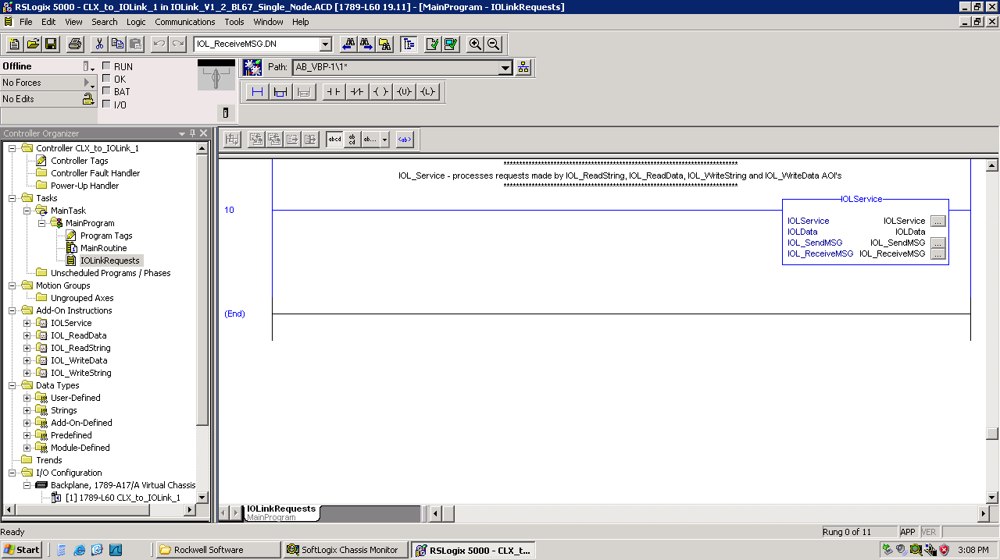 RSLogix 5000 - CLX_to_IOLink_1 in IOLink_V1_2_BL67_Single_Node.ACD [1789-L60 19.11] - [MainProgram - IOLinkRequests]
File Edit View Search Logic Communications Tools Window Help
IOL_ReceiveMSG.DN
Offline
RUN
Path: AB_VBP-1\1*
No Forces
OK
No Edits
BAT
I/O
(U) (L)
Controller Organizer
abcd ab cd ab... <ab>
Controller CLX_to_IOLink_1
Controller Tags
Controller Fault Handler
Power-Up Handler
Tasks
MainTask
MainProgram
Program Tags
MainRoutine
IOLinkRequests
Unscheduled Programs / Phases
Motion Groups
Ungrouped Axes
Add-On Instructions
IOLService
IOL_ReadData
IOL_ReadString
IOL_WriteData
IOL_WriteString
Data Types
User-Defined
Strings
Add-On-Defined
Predefined
Module-Defined
Trends
I/O Configuration
Backplane, 1789-A17/A Virtual Chassis
[1] 1789-L60 CLX_to_IOLink_1
IOL_Service - processes requests made by IOL_ReadString, IOL_ReadData, IOL_WriteString and IOL_WriteData AOI's
10
IOLService
IOLService IOLService ...
IOLData IOLData
IOL_SendMSG IOL_SendMSG ...
IOL_ReceiveMSG IOL_ReceiveMSG ...
(End)
IOLinkRequests
MainProgram
Ready
Rung 0 of 11 APP VER
Start Rockwell Software SoftLogix Chassis Monitor RSLogix 5000 - CLX_t... 3:08 PM